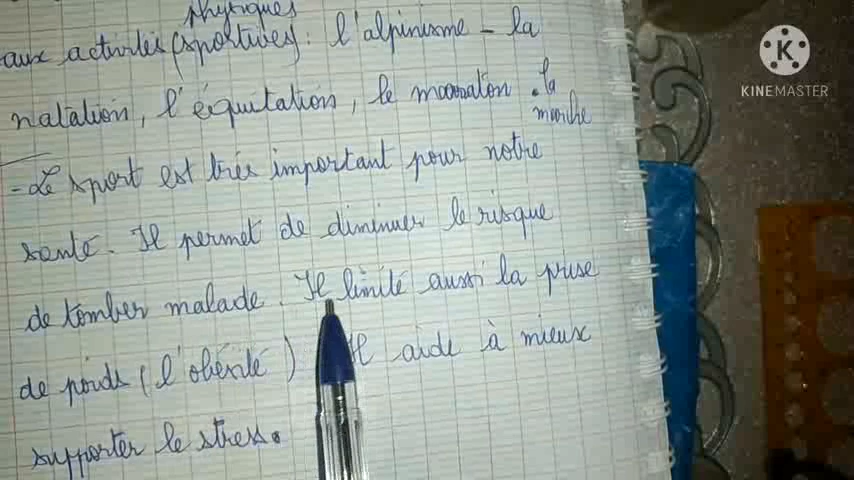 physiques
aux activités (sportives) : l'alpinisme - la
natation, l'équitation, le maraton . la
marche
- Le sport est très important pour notre
santé. Il permet de diminuer le risque
de tomber malade. Il limite aussi la prise
de poids (l'obésité) Il aide à mieux
supporter le stress.
KINEMASTER